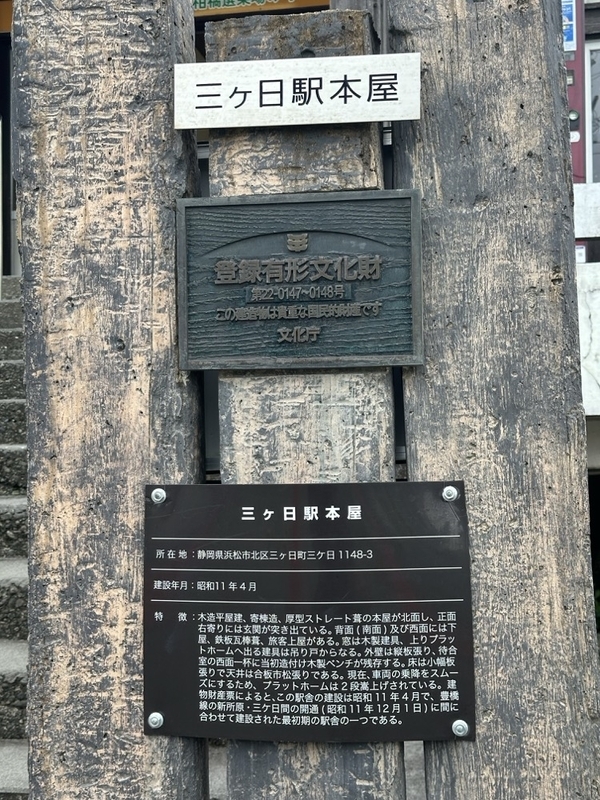 三ヶ日駅本屋
登録有形文化財
第22-0147~0148号
この建造物は貴重な国民的財産です
文化庁
三ヶ日駅本屋
所在地:静岡県浜松市北区三ヶ日町三ケ日 1148-3
建設年月:昭和11年4月
特 徴:木造平屋建、寄棟造、厚型ストレート葺の本屋が北面し、正面
右寄りには玄関が突き出ている。背面(南面)及び西面には下
屋、鉄板瓦棒葺、旅客上屋がある。窓は木製建具、上りプラッ
トホームへ出る建具は吊り戸からなる。外壁は縦板張り、待合
室の西面一杯に当初造付け木製ベンチが残存する。床は小幅板
張りで天井は合板市松張りである。現在、車両の乗降をスムー
ズにするため、プラットホームは2段嵩上げされている。建
物財産票によると、この駅舎の建設は昭和11年4月で、豊橋
線の新所原・三ケ日間の開通(昭和11年12月1日)に間に
合わせて建設された最初期の駅舎の一つである。